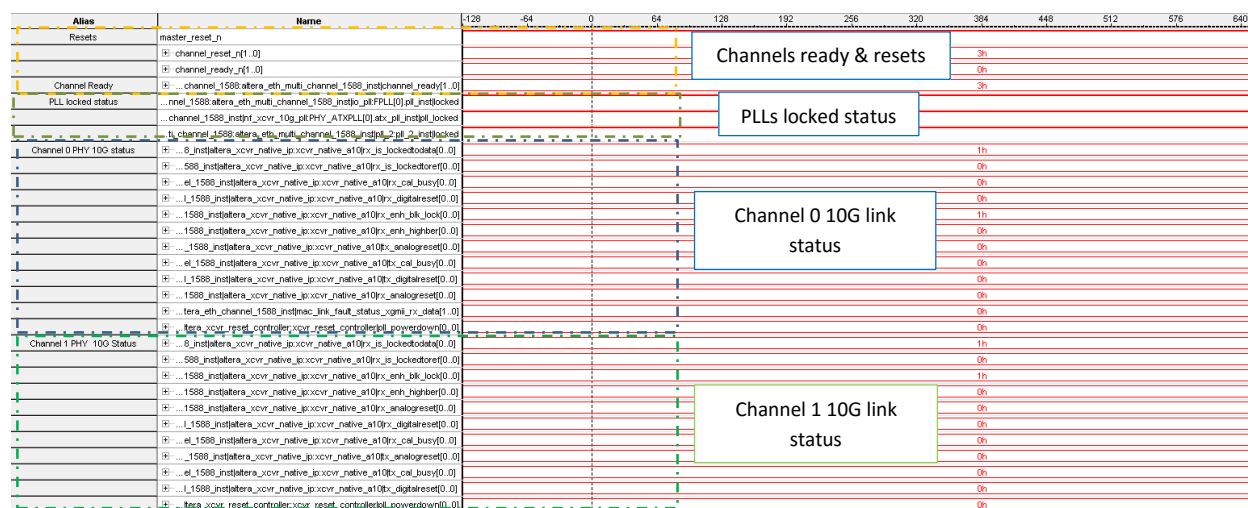 Alias Name -128 -64 0 64 128 192 256 320 384 448 512 576 640
Resets master_reset_n
channel_reset_n[1..0] 3h
channel_ready_n[1..0] 0h
Channel Ready ...channel_1588:altera_eth_multi_channel_1588_inst|channel_ready[1..0] 3h
PLL locked status ...nnel_1588:altera_eth_multi_channel_1588_inst|io_pll:FPLL[0].pll_inst|locked
...channel_1588_inst|nf_xcvr_10g_pll:PHY_ATXPLL[0].atx_pll_inst|pll_locked
...ti_channel_1588:altera_eth_multi_channel_1588_inst|pll_2:pll_2_inst|locked
Channel 0 PHY 10G status ...8_inst|altera_xcvr_native_ip:xcvr_native_a10|rx_is_lockedtodata[0..0] 1h
...588_inst|altera_xcvr_native_ip:xcvr_native_a10|rx_is_lockedtoref[0..0] 0h
...el_1588_inst|altera_xcvr_native_ip:xcvr_native_a10|rx_cal_busy[0..0] 0h
...l_1588_inst|altera_xcvr_native_ip:xcvr_native_a10|rx_digitalreset[0..0] 0h
...1588_inst|altera_xcvr_native_ip:xcvr_native_a10|rx_enh_blk_lock[0..0] 1h
...1588_inst|altera_xcvr_native_ip:xcvr_native_a10|rx_enh_highber[0..0] 0h
..._1588_inst|altera_xcvr_native_ip:xcvr_native_a10|tx_analogreset[0..0] 0h
...el_1588_inst|altera_xcvr_native_ip:xcvr_native_a10|tx_cal_busy[0..0] 0h
...l_1588_inst|altera_xcvr_native_ip:xcvr_native_a10|tx_digitalreset[0..0] 0h
...1588_inst|altera_xcvr_native_ip:xcvr_native_a10|rx_analogreset[0..0] 0h
...tera_eth_channel_1588_inst|mac_link_fault_status_xgmii_rx_data[1..0] 0h
...ltera_xcvr_reset_controller:xcvr_reset_controller|pll_powerdown[0..0] 0h
Channel 1 PHY 10G Status ...8_inst|altera_xcvr_native_ip:xcvr_native_a10|rx_is_lockedtodata[0..0] 1h
...588_inst|altera_xcvr_native_ip:xcvr_native_a10|rx_is_lockedtoref[0..0] 0h
...1588_inst|altera_xcvr_native_ip:xcvr_native_a10|rx_enh_blk_lock[0..0] 1h
...1588_inst|altera_xcvr_native_ip:xcvr_native_a10|rx_enh_highber[0..0] 0h
...1588_inst|altera_xcvr_native_ip:xcvr_native_a10|rx_analogreset[0..0] 0h
...l_1588_inst|altera_xcvr_native_ip:xcvr_native_a10|rx_digitalreset[0..0] 0h
...el_1588_inst|altera_xcvr_native_ip:xcvr_native_a10|rx_cal_busy[0..0] 0h
..._1588_inst|altera_xcvr_native_ip:xcvr_native_a10|tx_analogreset[0..0] 0h
...el_1588_inst|altera_xcvr_native_ip:xcvr_native_a10|tx_cal_busy[0..0] 0h
...l_1588_inst|altera_xcvr_native_ip:xcvr_native_a10|tx_digitalreset[0..0] 0h
...ltera_xcvr_reset_controller:xcvr_reset_controller|pll_powerdown[0..0] 0h
Channels ready & resets
PLLs locked status
Channel 0 10G link
status
Channel 1 10G link
status